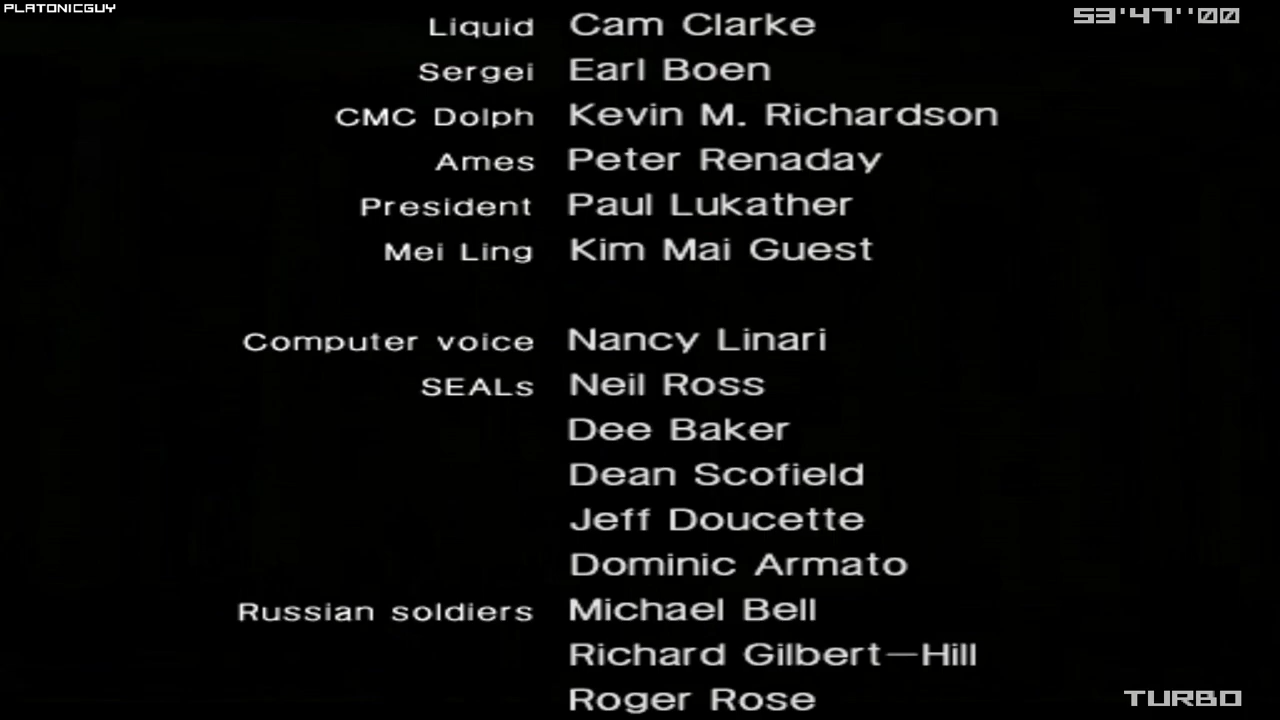 PLATONICGUY
53'47''00
Liquid Cam Clarke
Sergei Earl Boen
CMC Dolph Kevin M. Richardson
Ames Peter Renaday
President Paul Lukather
Mei Ling Kim Mai Guest
Computer voice Nancy Linari
SEALs Neil Ross
Dee Baker
Dean Scofield
Jeff Doucette
Dominic Armato
Russian soldiers Michael Bell
Richard Gilbert—Hill
Roger Rose
TURBO